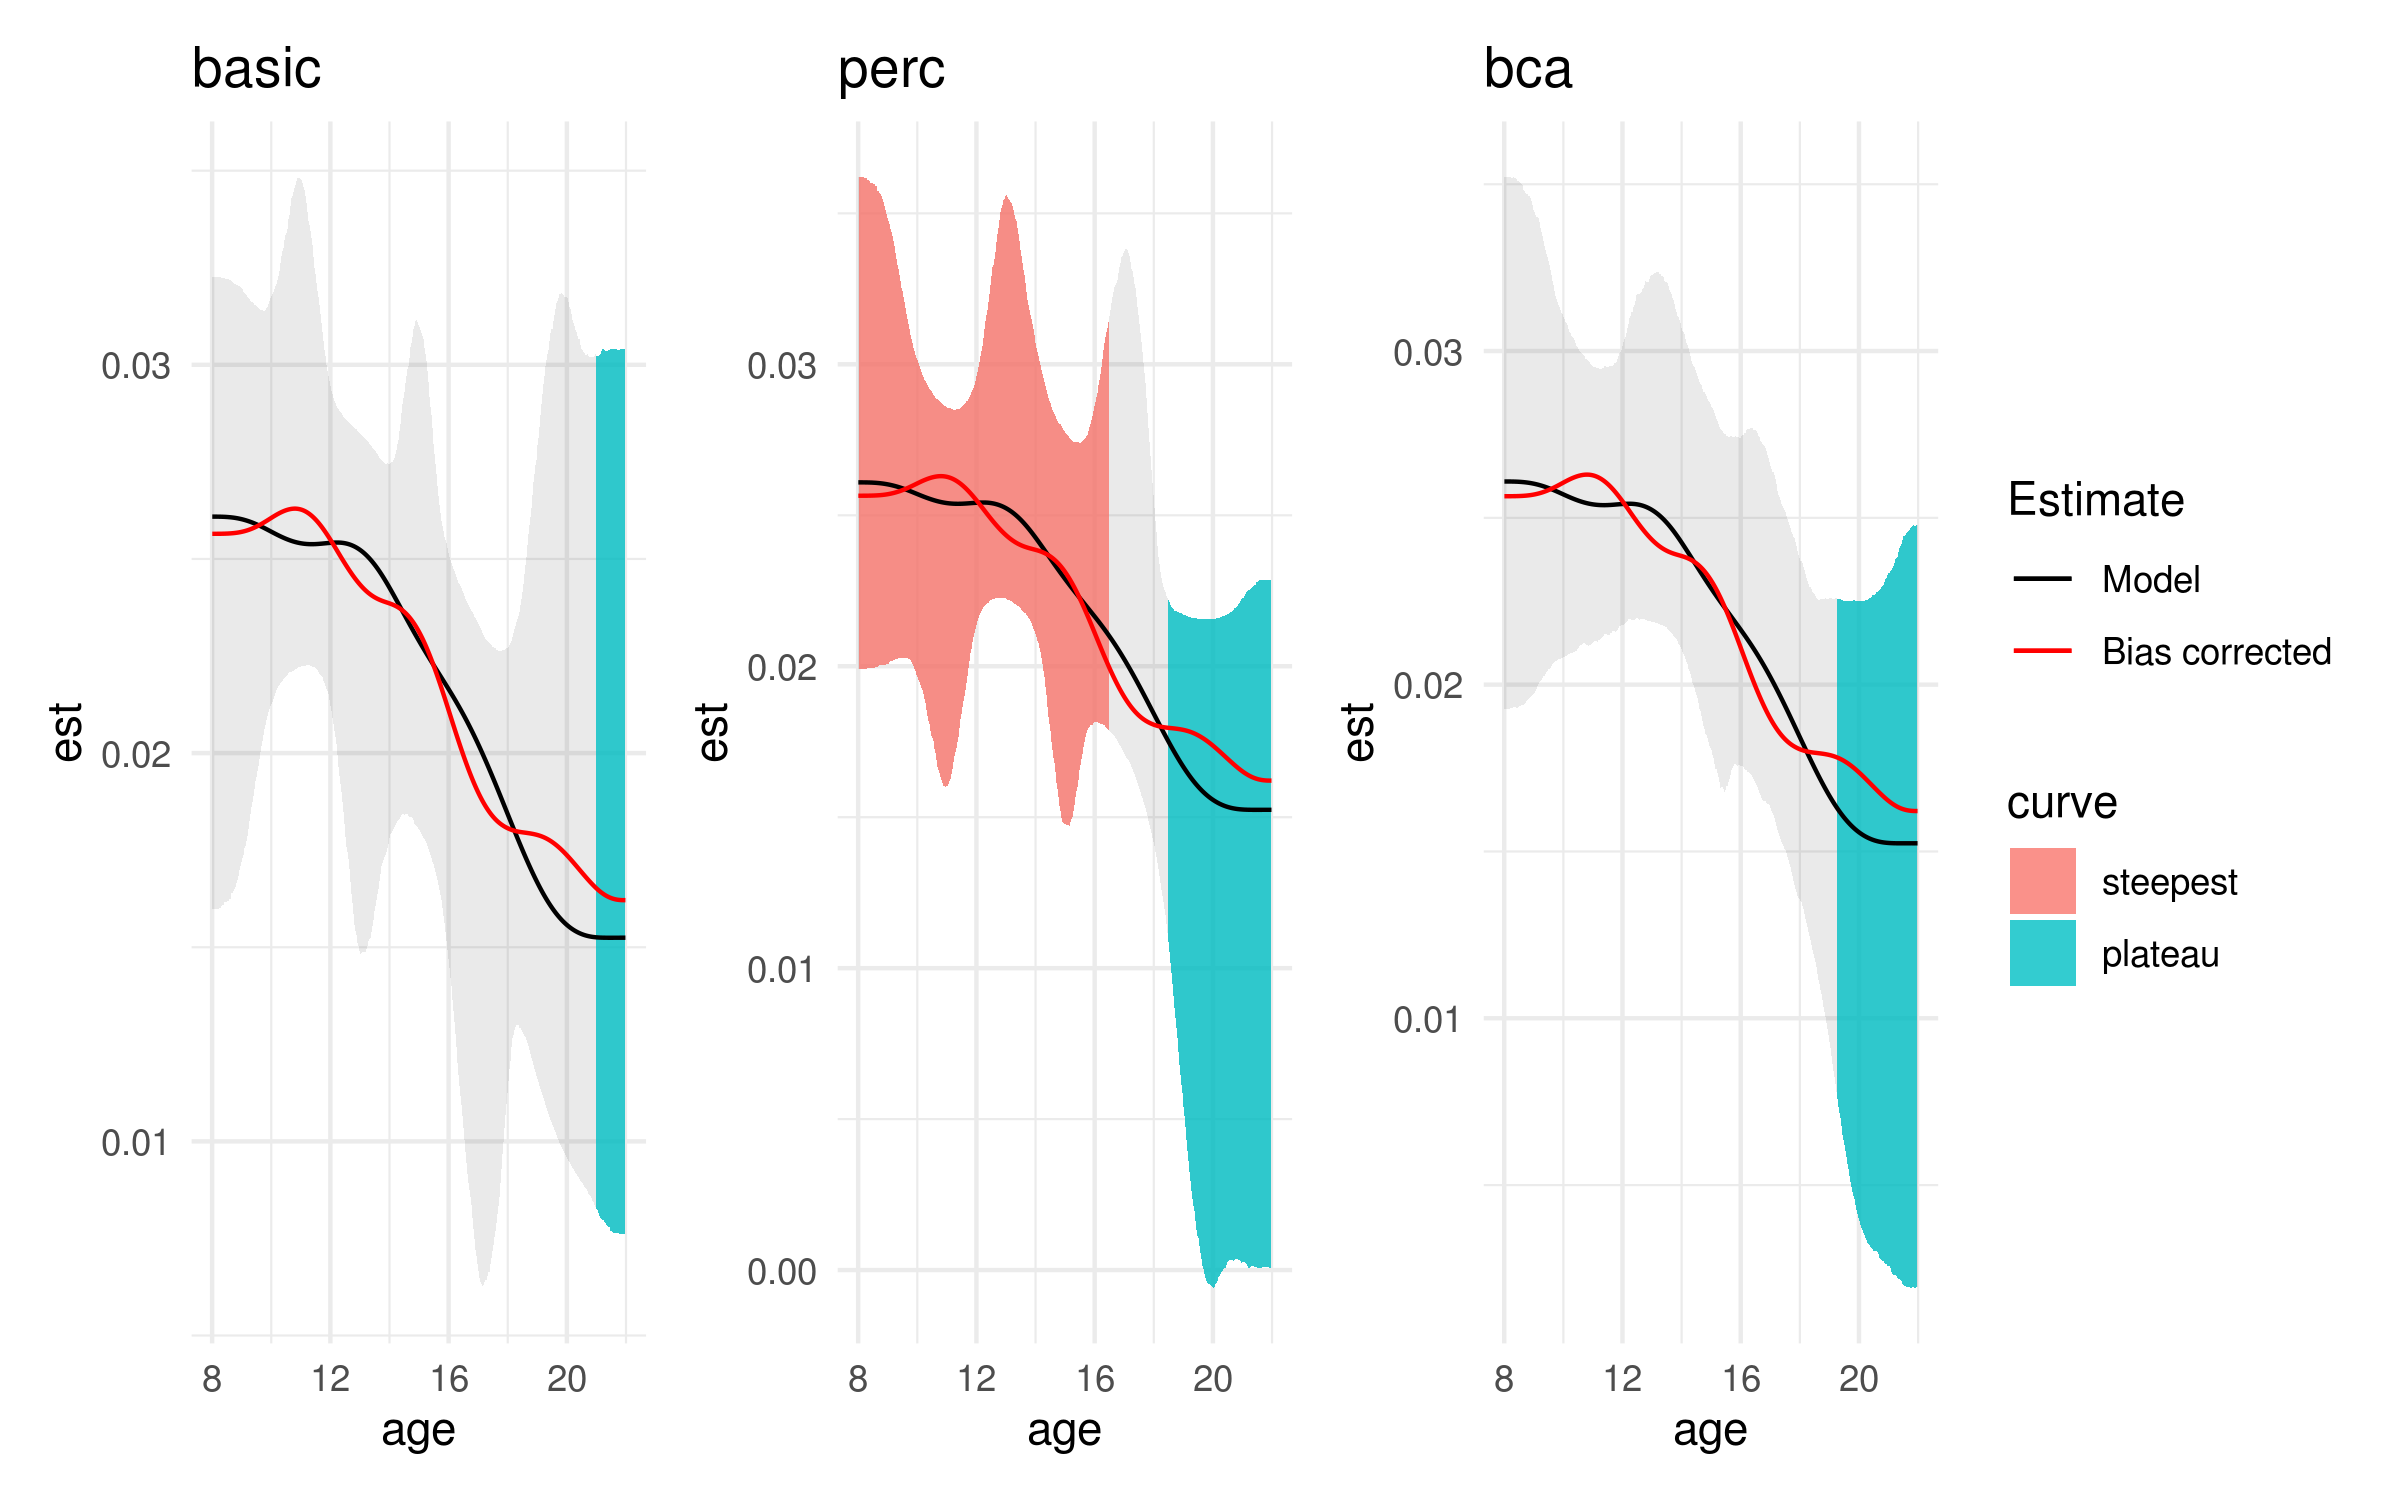 basic
perc
bca
est
0.03
0.02
0.01
8 12 16 20
age
est
0.03
0.02
0.01
0.00
8 12 16 20
age
est
0.03
0.02
0.01
8 12 16 20
age
Estimate
Model
Bias corrected
curve
steepest
plateau